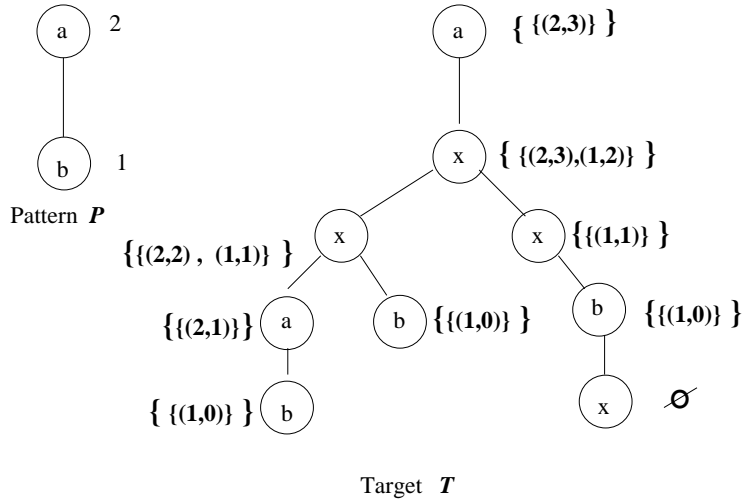 a 2
a { {(2,3)} }
b 1
x { {(2,3),(1,2)} }
Pattern P
x {{(2,2) , (1,1)} }
x {{(1,1)} }
a {{(2,1)}}
b {{(1,0)} }
b {{(1,0)} }
b { {(1,0)} }
x ∅
Target T